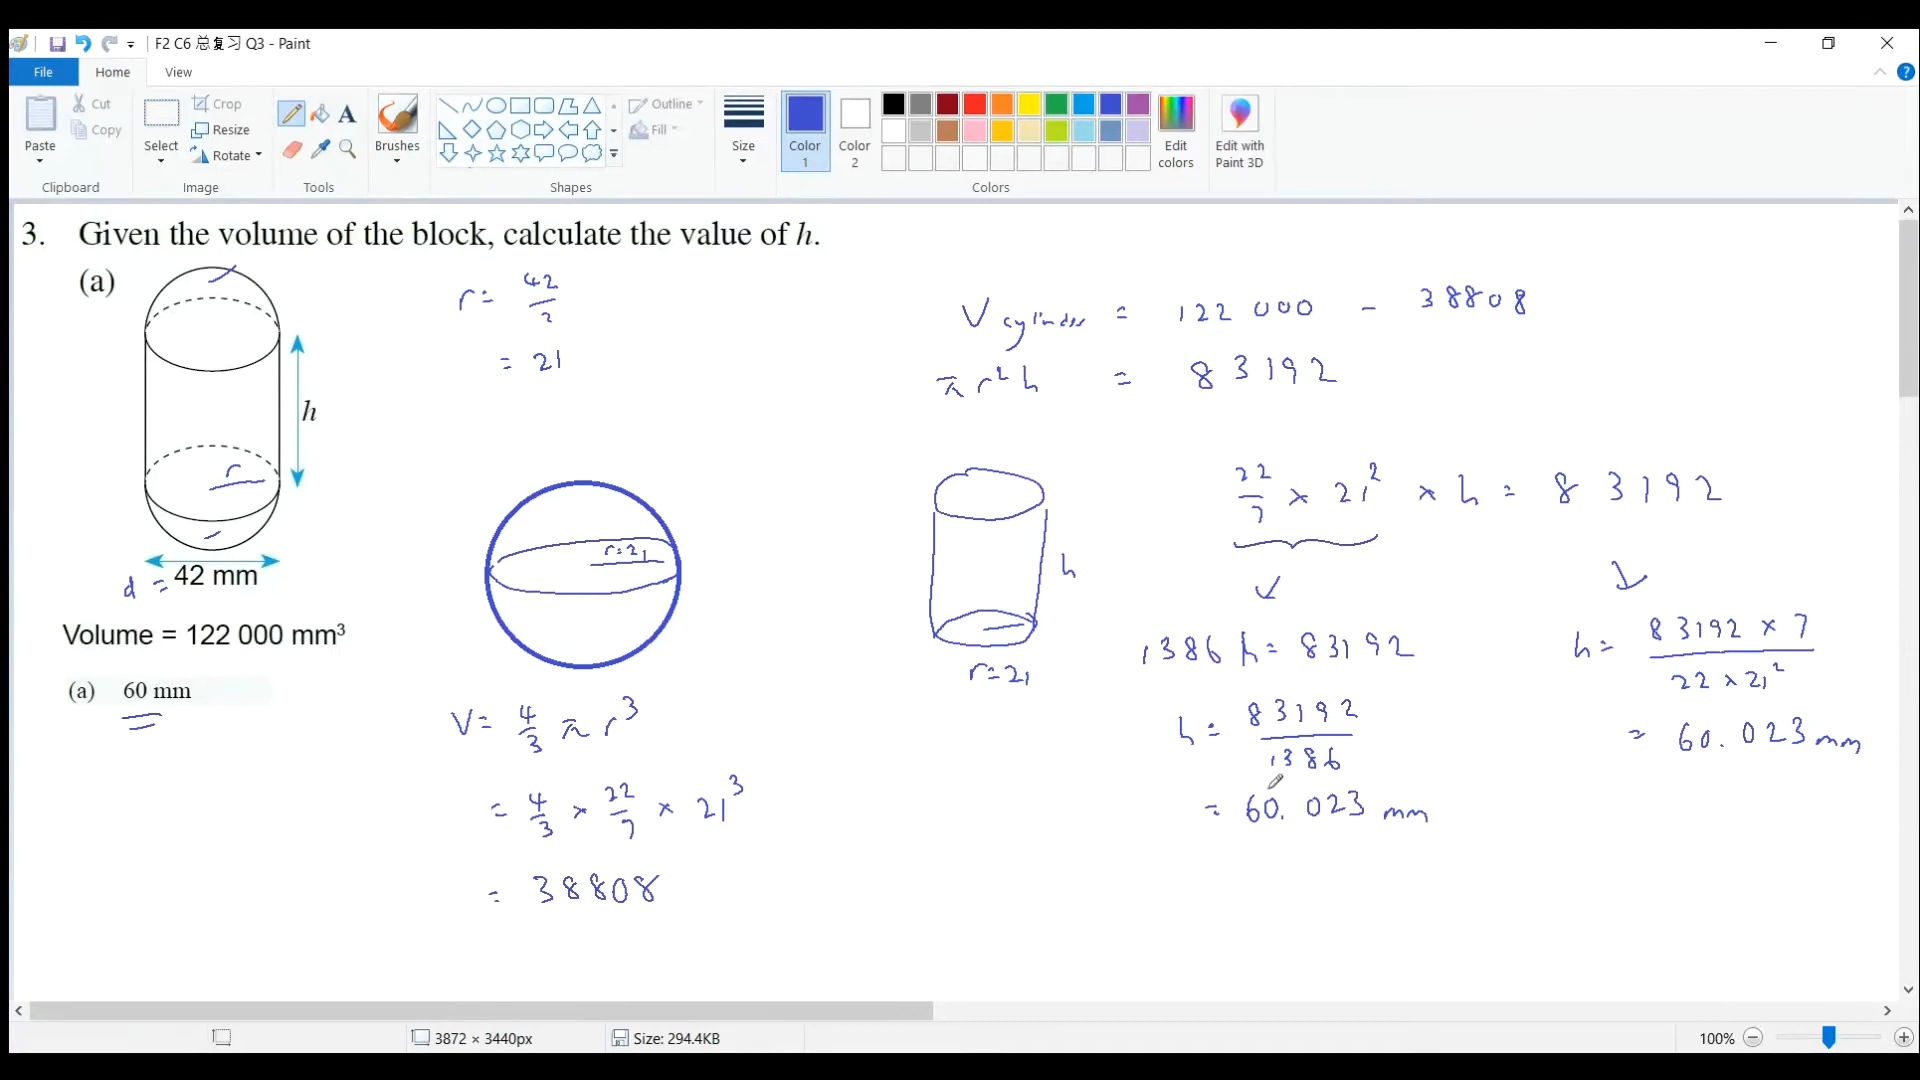 F2 C6 总复习 Q3 - Paint
File Home View
Paste
Cut
Copy
Clipboard
Select
Crop
Resize
Rotate
Image
A
Tools
Brushes
Outline
Fill
Shapes
Size
Color 1
Color 2
Edit colors
Edit with Paint 3D
Colors
3. Given the volume of the block, calculate the value of h.
(a)
h
r
d = 42 mm
Volume = 122 000 mm³
(a) 60 mm
r = 42/2
= 21
r=21
V = 4/3 π r³
= 4/3 × 22/7 × 21³
= 38808
V cylinder = 122 000 - 38808
π r² h = 83192
h
r=21
22/7 × 21² × h = 83192
1386 h = 83192
h = 83192/1386
= 60.023 mm
h = 83192 × 7 / 22 × 21²
= 60.023 mm
3872 × 3440px
Size: 294.4KB
100%